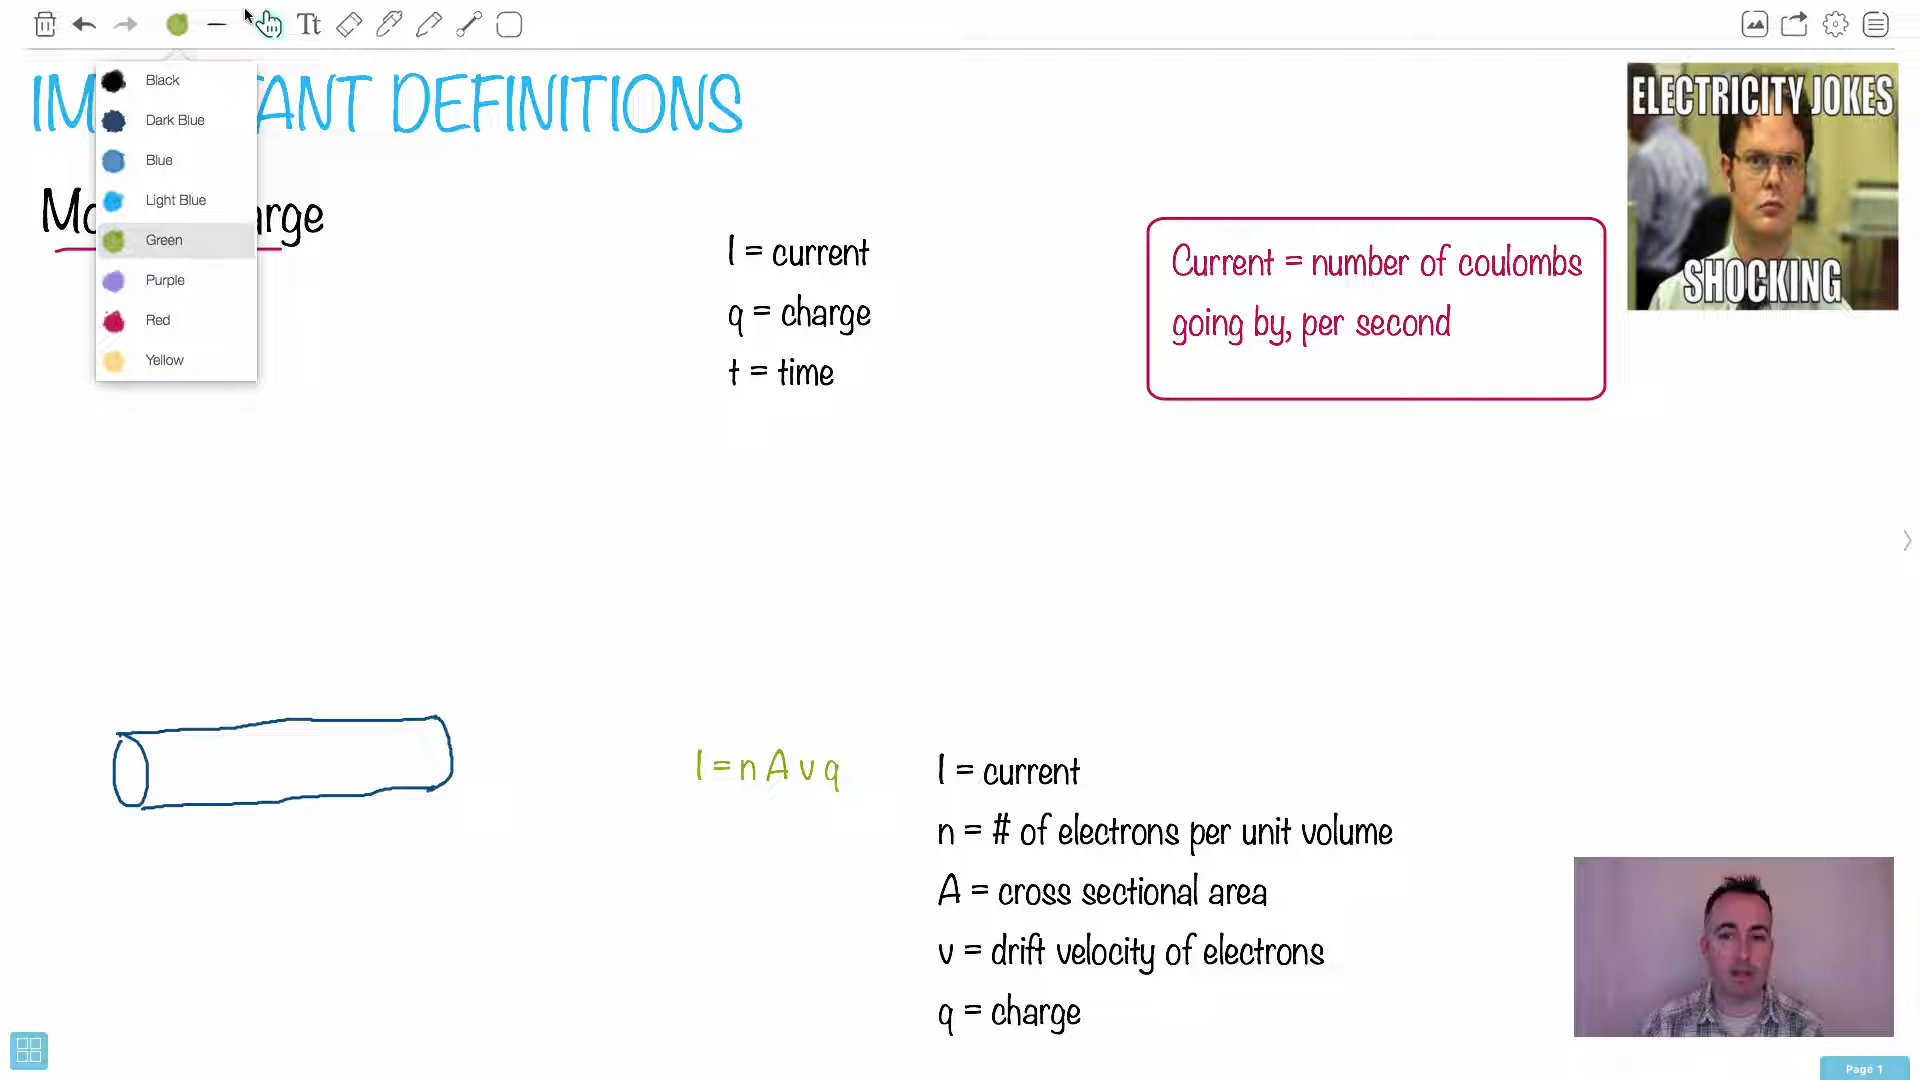 Tt
Black
Dark Blue
Blue
Light Blue
Green
Purple
Red
Yellow
IM ANT DEFINITIONS
Mo arge
I = current
q = charge
t = time
Current = number of coulombs
going by, per second
ELECTRICITY JOKES
SHOCKING
I = n A v q
I = current
n = # of electrons per unit volume
A = cross sectional area
v = drift velocity of electrons
q = charge
Page 1